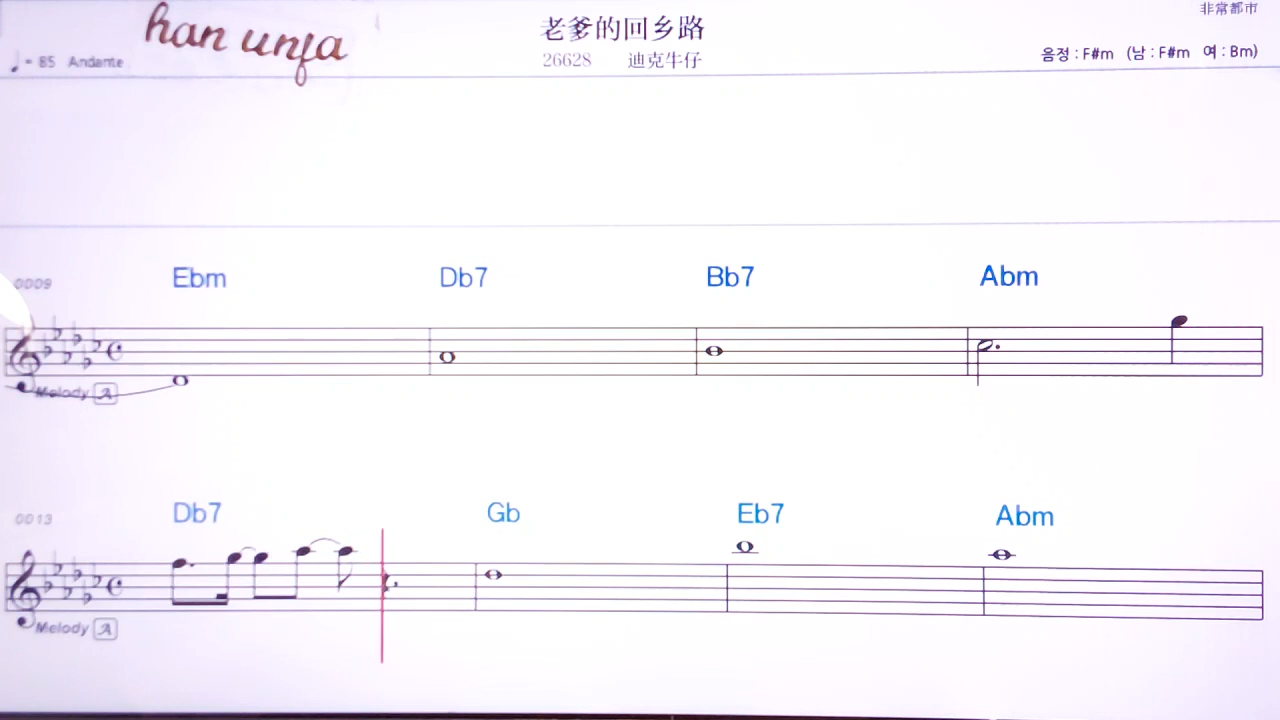 非常都市
han unfa
老爹的回乡路
♩= 85 Andante
26628 迪克牛仔
음정 : F#m (남 : F#m 여 : Bm)
0009
Ebm Db7 Bb7 Abm
Melody A
0013
Db7 Gb Eb7 Abm
Melody A